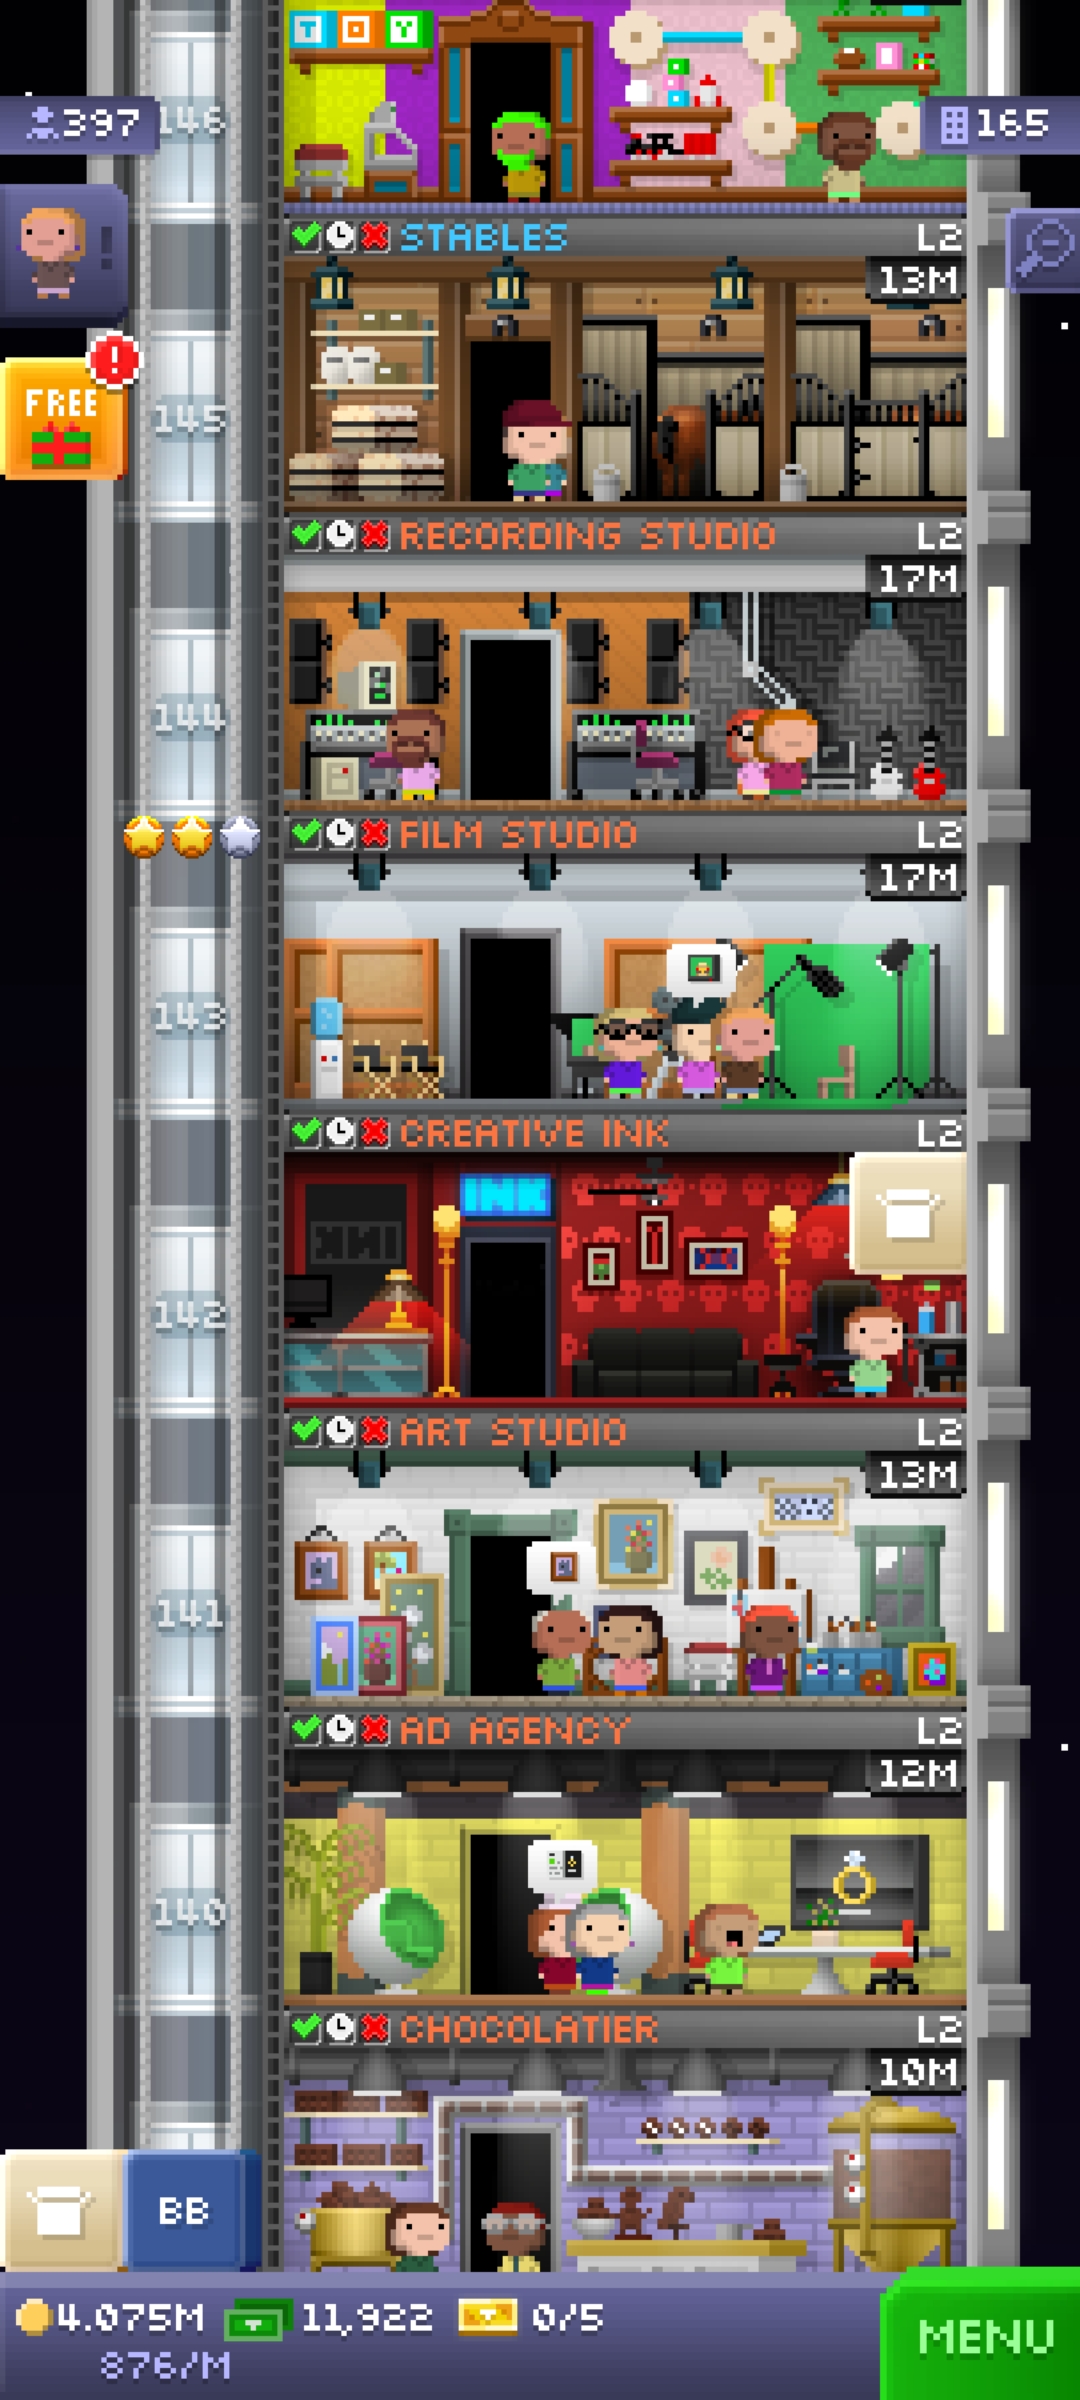 T O Y
397
146
165
STABLES L2
13M
FREE
!
145
RECORDING STUDIO L2
17M
144
FILM STUDIO L2
17M
143
CREATIVE INK L2
INK
142
ART STUDIO L2
13M
141
AD AGENCY L2
12M
140
CHOCOLATIER L2
10M
BB
4.075M 11,922 0/5
876/M
MENU